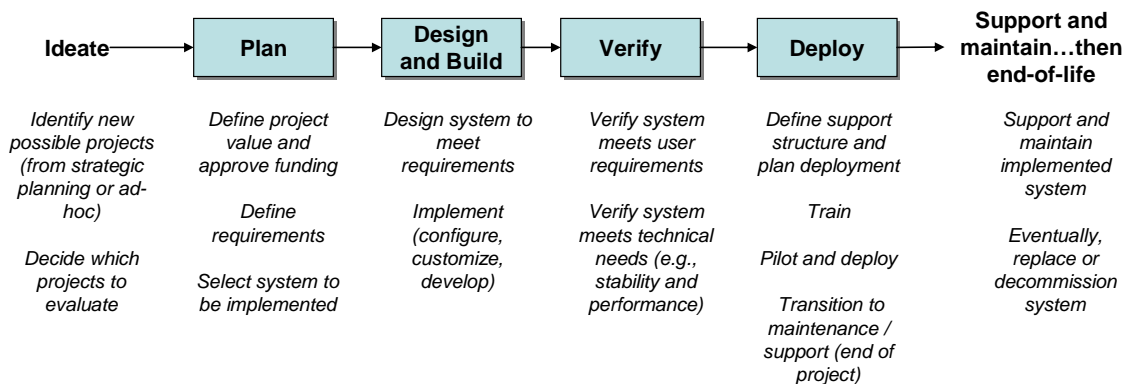 Ideate
Plan
Design
and Build
Verify
Deploy
Support and
maintain…then
end-of-life
Identify new
possible projects
(from strategic
planning or ad-
hoc)
Decide which
projects to
evaluate
Define project
value and
approve funding
Define
requirements
Select system to
be implemented
Design system to
meet
requirements
Implement
(configure,
customize,
develop)
Verify system
meets user
requirements
Verify system
meets technical
needs (e.g.,
stability and
performance)
Define support
structure and
plan deployment
Train
Pilot and deploy
Transition to
maintenance /
support (end of
project)
Support and
maintain
implemented
system
Eventually,
replace or
decommission
system